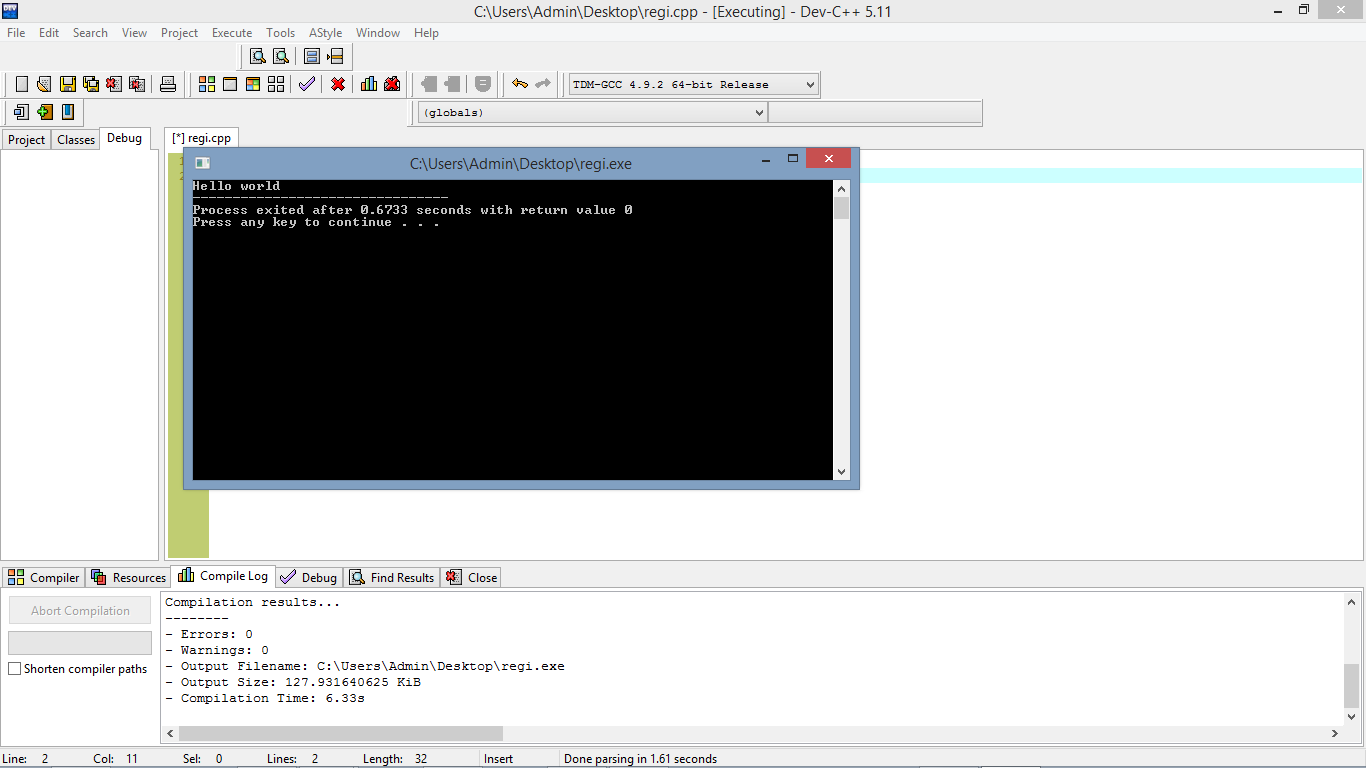 C:\Users\Admin\Desktop\regi.cpp - [Executing] - Dev-C++ 5.11
File Edit Search View Project Execute Tools AStyle Window Help
TDM-GCC 4.9.2 64-bit Release
(globals)
Project Classes Debug
[*] regi.cpp
C:\Users\Admin\Desktop\regi.exe
Hello world
--------------------------------
Process exited after 0.6733 seconds with return value 0
Press any key to continue . . .
Compiler Resources Compile Log Debug Find Results Close
Abort Compilation
Shorten compiler paths
Compilation results...
--------
- Errors: 0
- Warnings: 0
- Output Filename: C:\Users\Admin\Desktop\regi.exe
- Output Size: 127.931640625 KiB
- Compilation Time: 6.33s
Line: 2 Col: 11 Sel: 0 Lines: 2 Length: 32 Insert Done parsing in 1.61 seconds